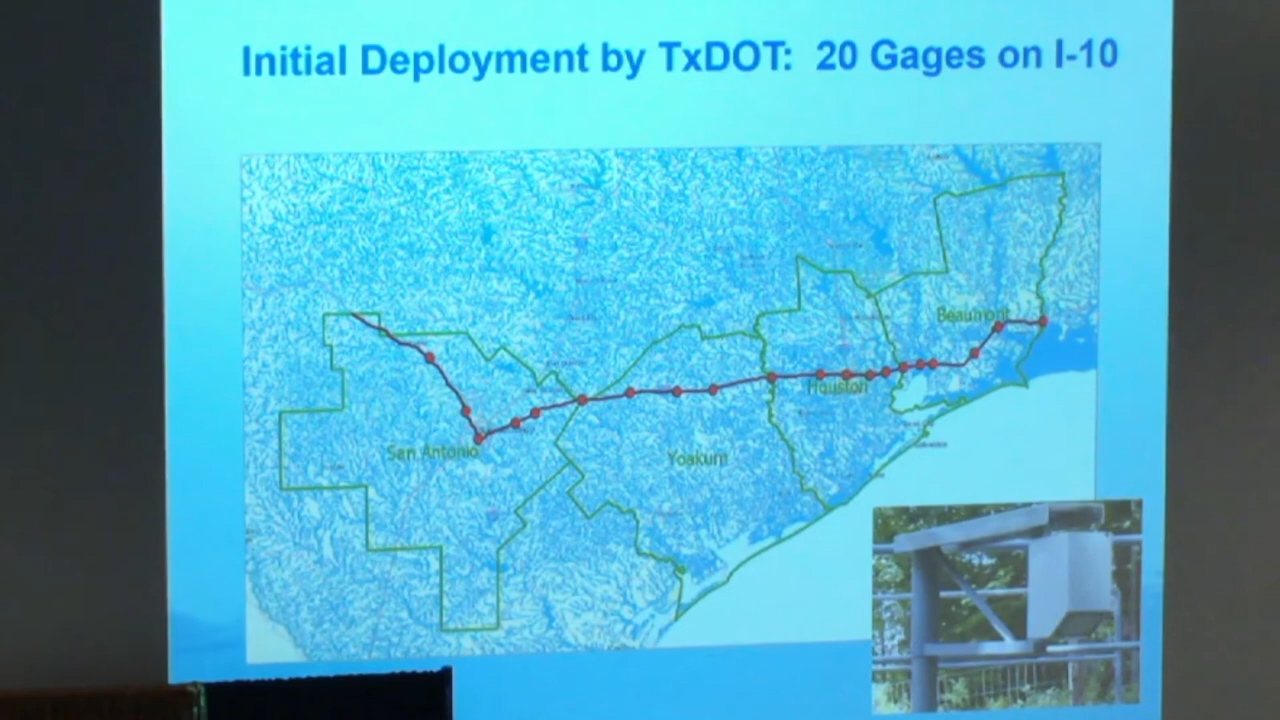 Initial Deployment by TxDOT: 20 Gages on I-10
Beaumont
Houston
San Antonio
Yoakum